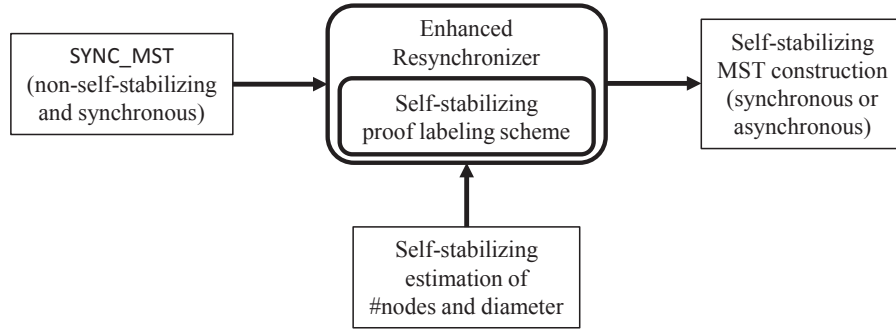 SYNC_MST
(non-self-stabilizing
and synchronous)
Enhanced
Resynchronizer
Self-stabilizing
proof labeling scheme
Self-stabilizing
MST construction
(synchronous or
asynchronous)
Self-stabilizing
estimation of
#nodes and diameter